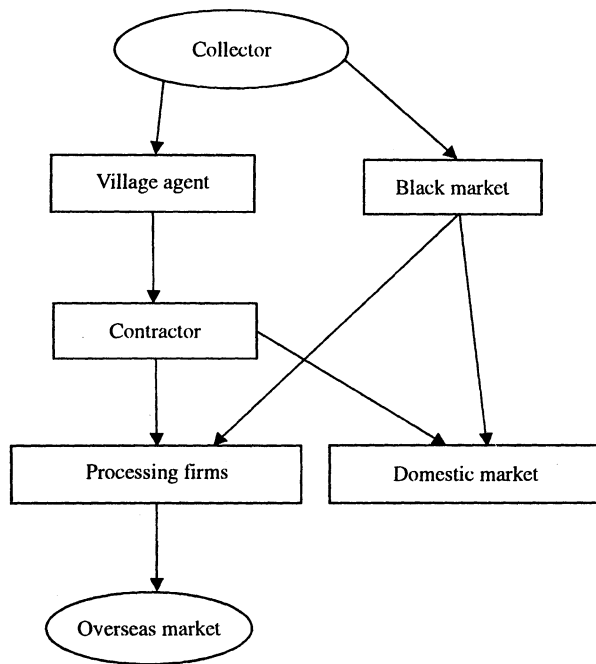 Collector
Village agent
Black market
Contractor
Processing firms
Domestic market
Overseas market